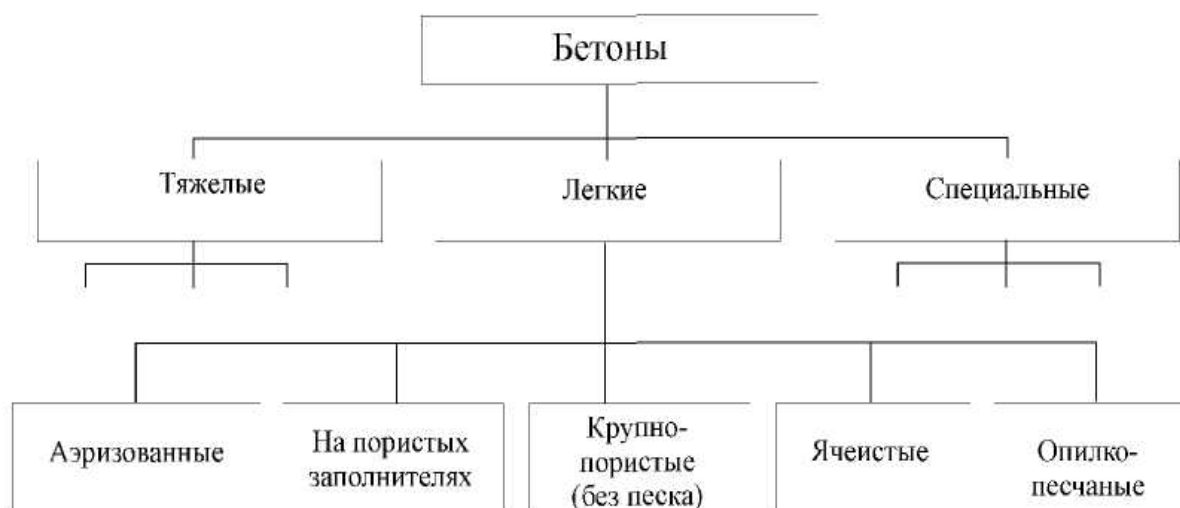 Бетоны
Тяжелые
Легкие
Специальные
Аэризованные
На пористых
заполнителях
Крупно-
пористые
(без песка)
Ячеистые
Опилко-
песчаные